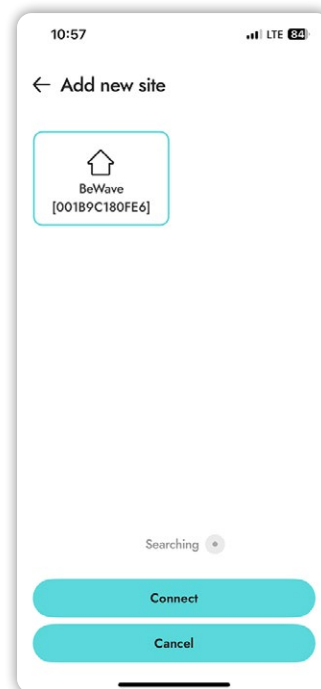 10:57 LTE 84
← Add new site
BeWave
[001B9C180FE6]
Searching
Connect
Cancel